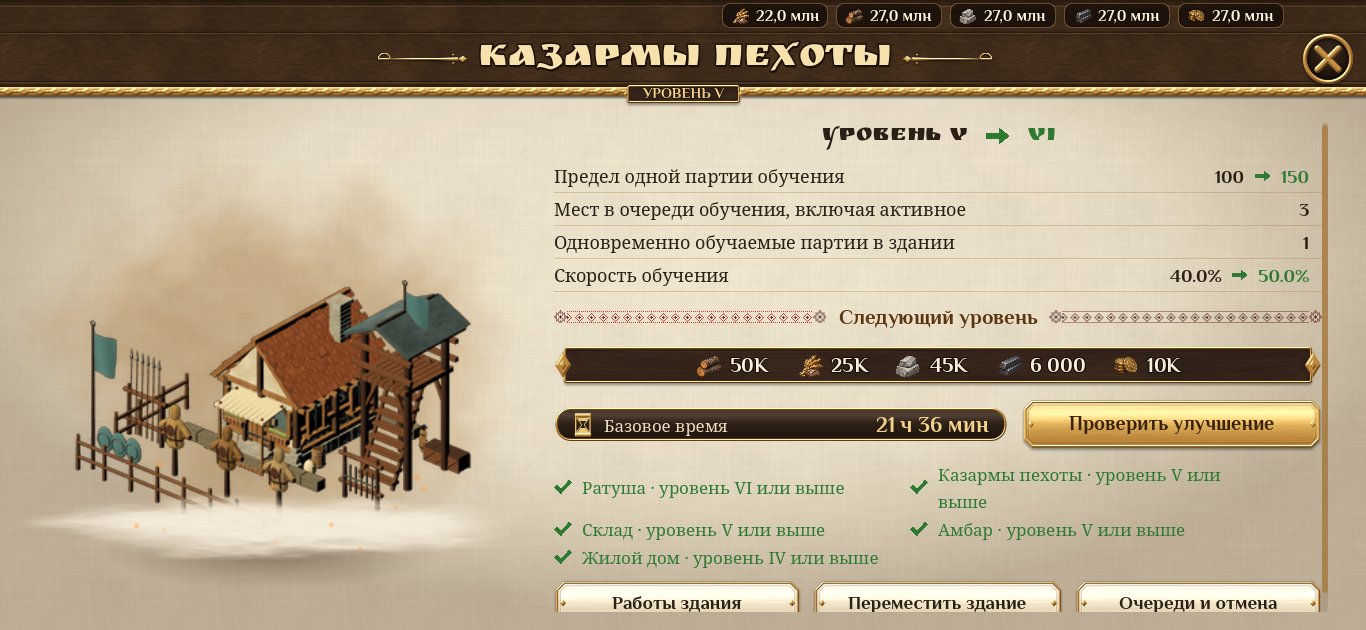 22,0 млн 27,0 млн 27,0 млн 27,0 млн 27,0 млн
КАЗАРМЫ ПЕХОТЫ
УРОВЕНЬ V
УРОВЕНЬ V → VI
Предел одной партии обучения 100 → 150
Мест в очереди обучения, включая активное 3
Одновременно обучаемые партии в здании 1
Скорость обучения 40.0% → 50.0%
Следующий уровень
50K 25K 45K 6 000 10K
Базовое время 21 ч 36 мин
Проверить улучшение
Ратуша · уровень VI или выше
Казармы пехоты · уровень V или
выше
Склад · уровень V или выше
Амбар · уровень V или выше
Жилой дом · уровень IV или выше
Работы здания
Переместить здание
Очереди и отмена